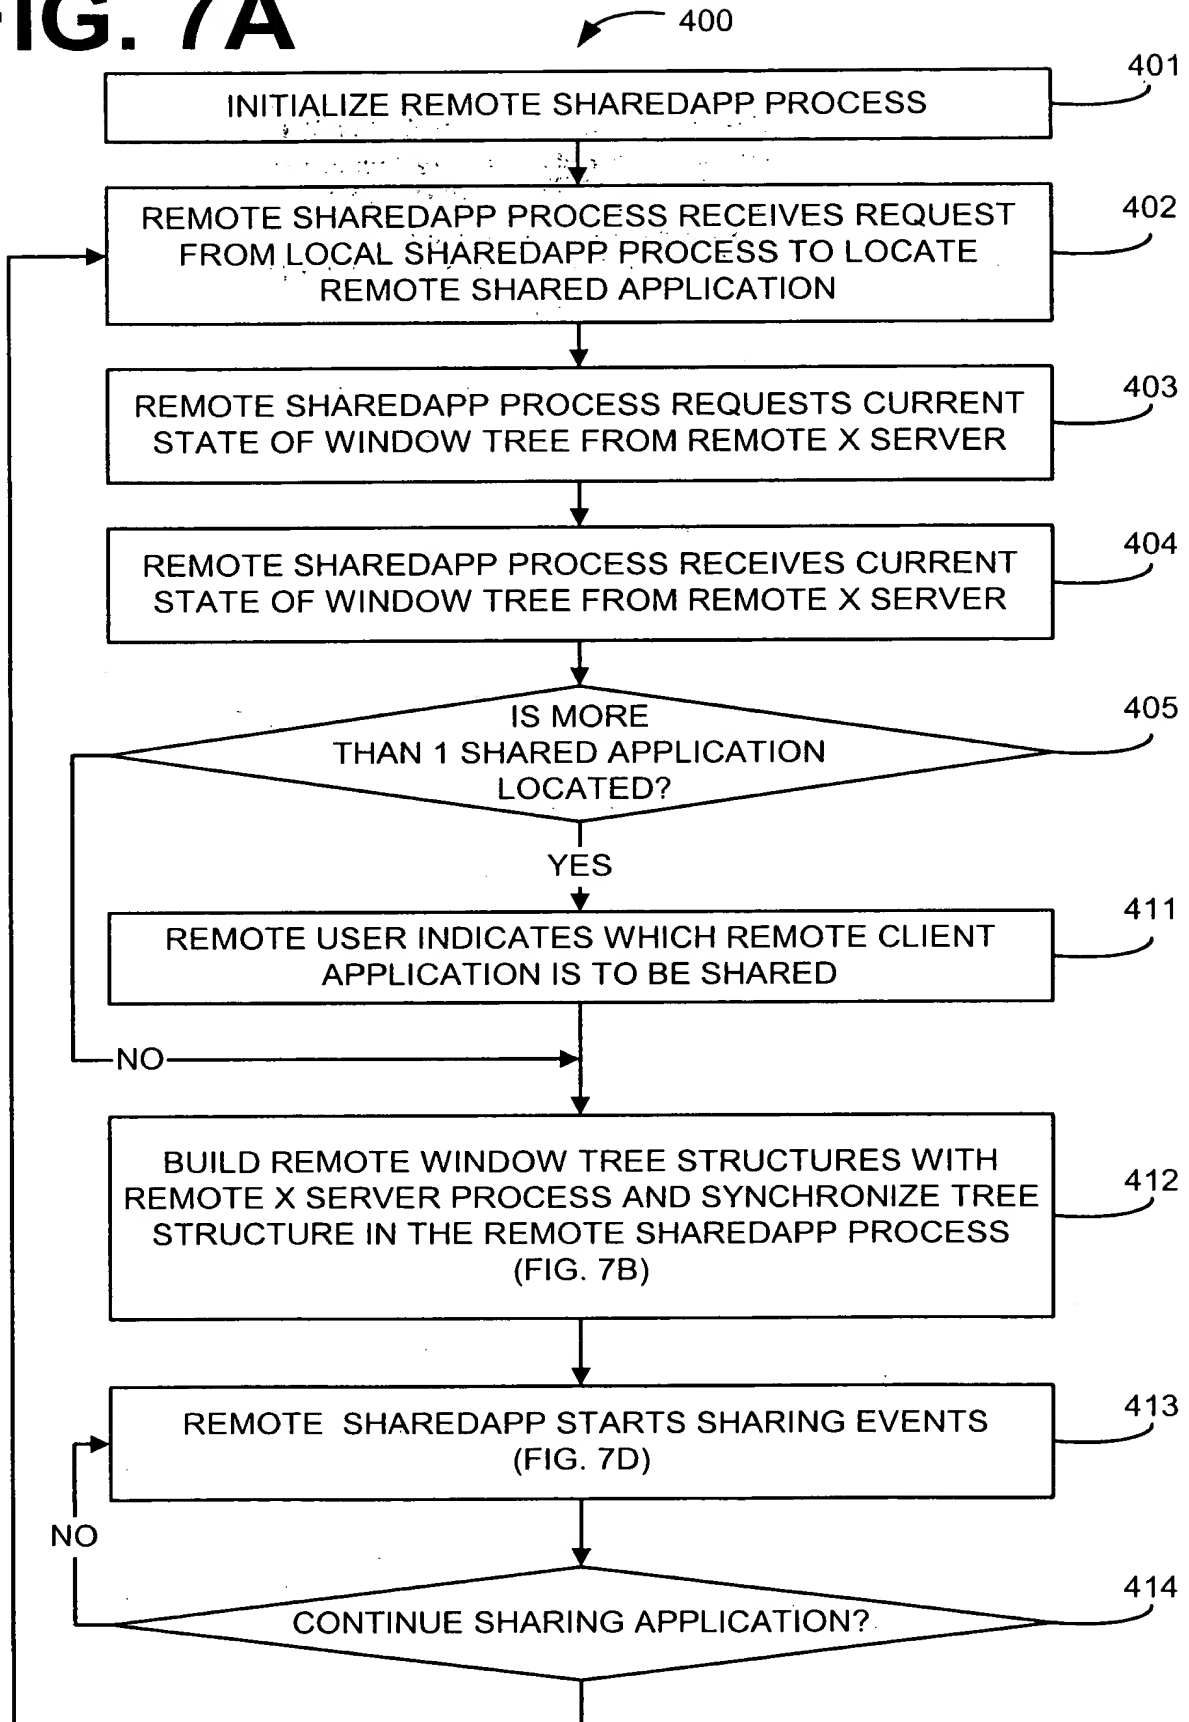 FIG. 7A
400
401
INITIALIZE REMOTE SHAREDAPP PROCESS
402
REMOTE SHAREDAPP PROCESS RECEIVES REQUEST
FROM LOCAL SHAREDAPP PROCESS TO LOCATE
REMOTE SHARED APPLICATION
403
REMOTE SHAREDAPP PROCESS REQUESTS CURRENT
STATE OF WINDOW TREE FROM REMOTE X SERVER
404
REMOTE SHAREDAPP PROCESS RECEIVES CURRENT
STATE OF WINDOW TREE FROM REMOTE X SERVER
405
IS MORE
THAN 1 SHARED APPLICATION
LOCATED?
YES
411
REMOTE USER INDICATES WHICH REMOTE CLIENT
APPLICATION IS TO BE SHARED
NO
412
BUILD REMOTE WINDOW TREE STRUCTURES WITH
REMOTE X SERVER PROCESS AND SYNCHRONIZE TREE
STRUCTURE IN THE REMOTE SHAREDAPP PROCESS
(FIG. 7B)
413
REMOTE SHAREDAPP STARTS SHARING EVENTS
(FIG. 7D)
NO
414
CONTINUE SHARING APPLICATION?